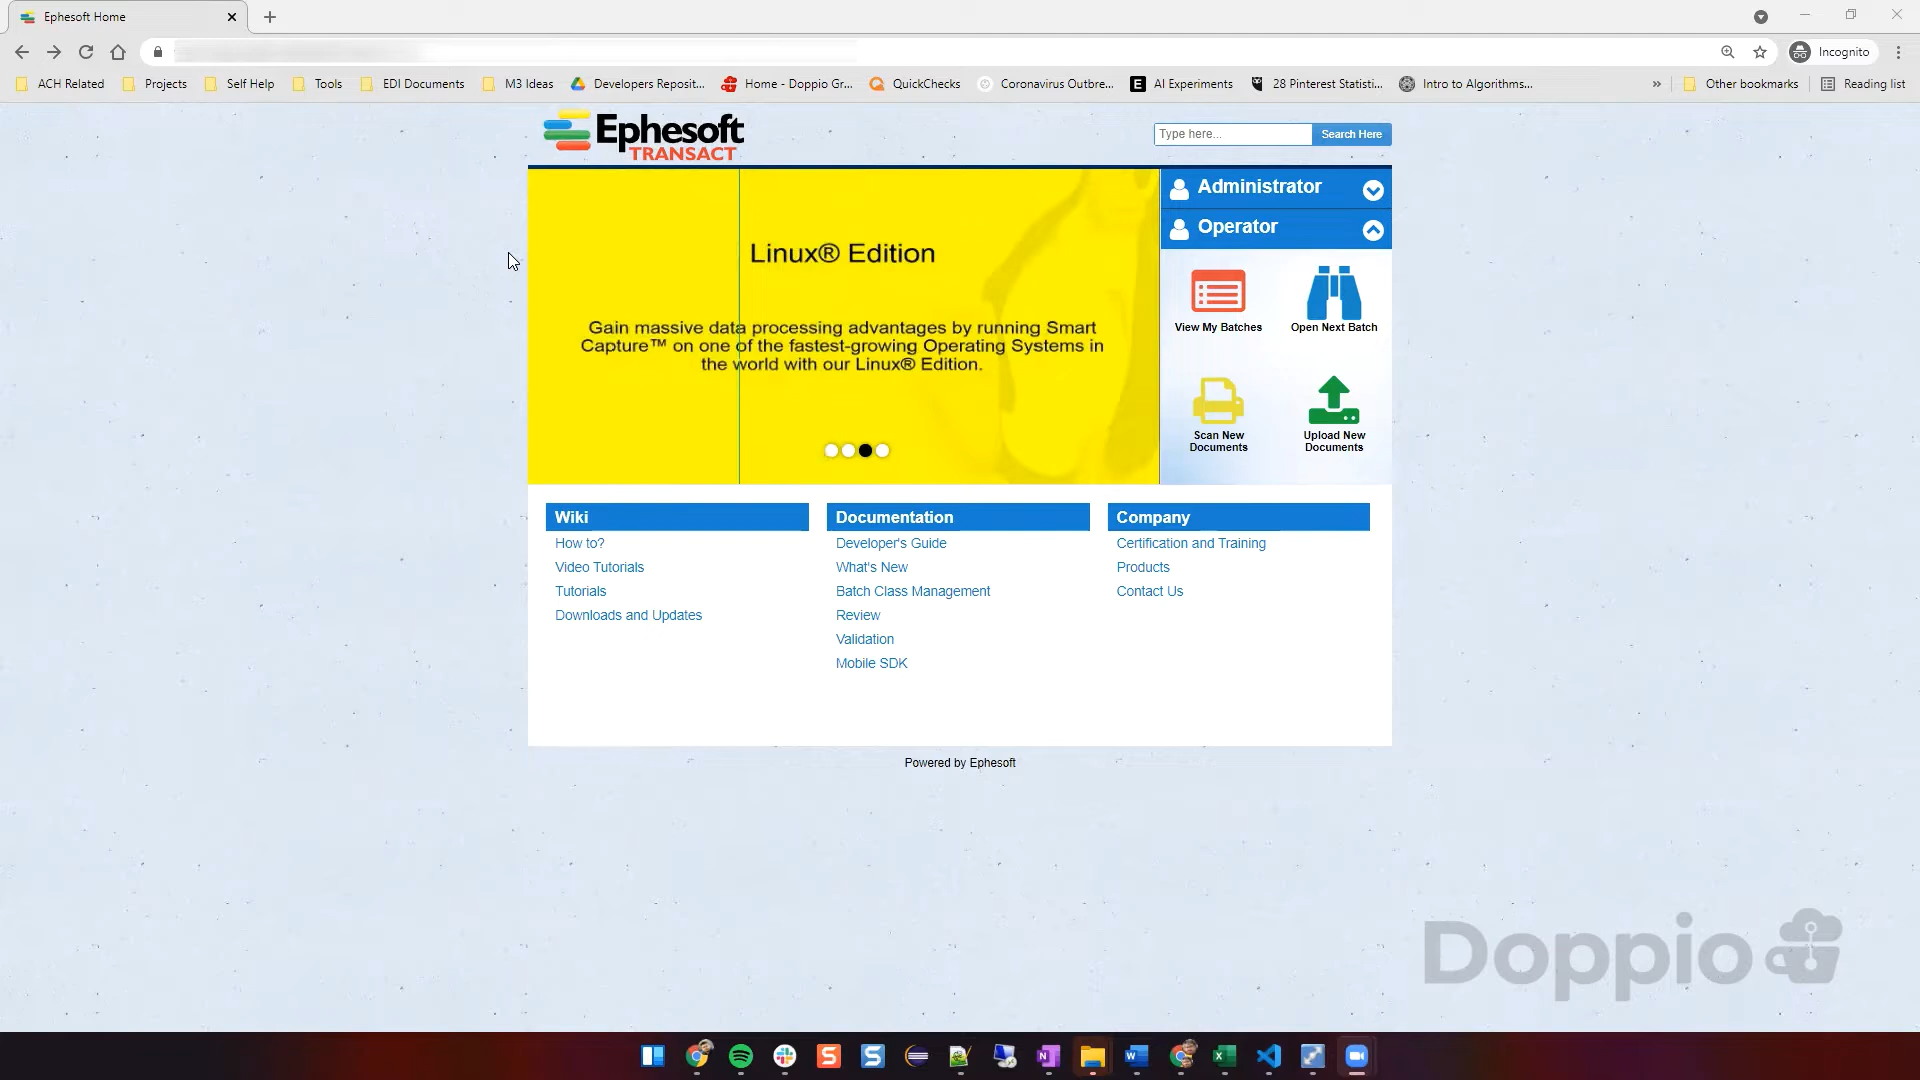 Ephesoft Home
Incognito
ACH Related
Projects
Self Help
Tools
EDI Documents
M3 Ideas
Developers Reposit...
Home - Doppio Gr...
QuickChecks
Coronavirus Outbre...
E
AI Experiments
28 Pinterest Statisti...
Intro to Algorithms...
»
Other bookmarks
Reading list
Ephesoft
TRANSACT
Type here...
Search Here
Linux® Edition
Gain massive data processing advantages by running Smart
Capture™ on one of the fastest-growing Operating Systems in
the world with our Linux® Edition.
Administrator
Operator
View My Batches
Open Next Batch
Scan New
Documents
Upload New
Documents
Wiki
How to?
Video Tutorials
Tutorials
Downloads and Updates
Documentation
Developer's Guide
What's New
Batch Class Management
Review
Validation
Mobile SDK
Company
Certification and Training
Products
Contact Us
Powered by Ephesoft
Doppio